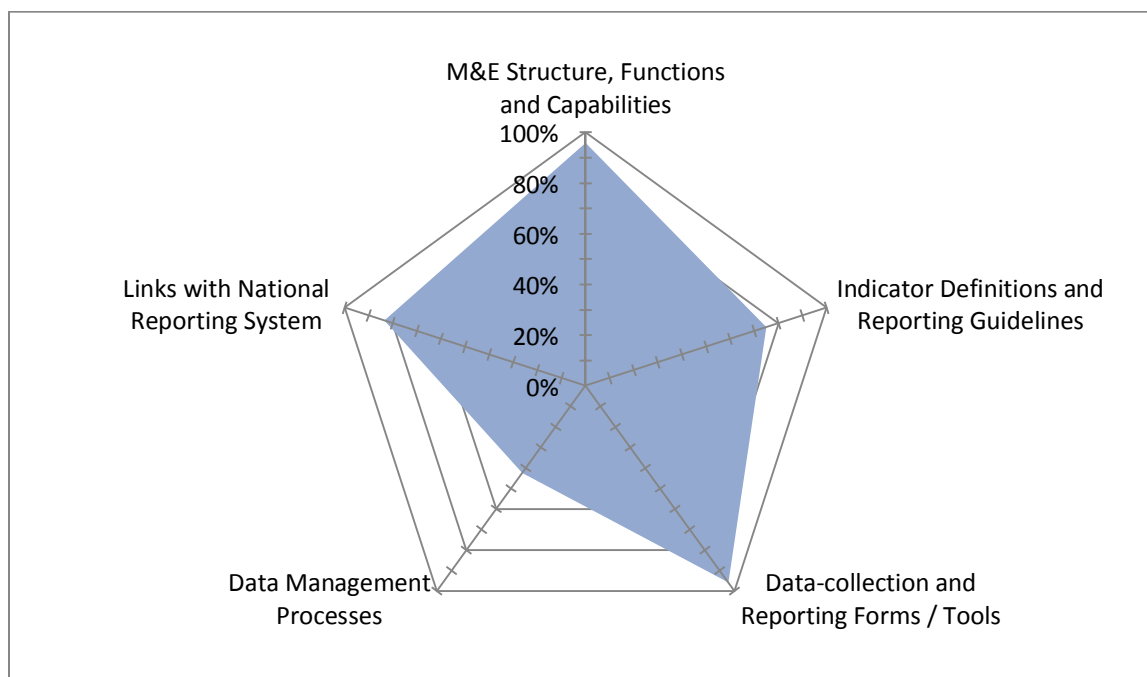 M&E Structure, Functions
and Capabilities
100%
80%
60%
40%
20%
0%
Links with National
Reporting System
Indicator Definitions and
Reporting Guidelines
Data Management
Processes
Data-collection and
Reporting Forms / Tools